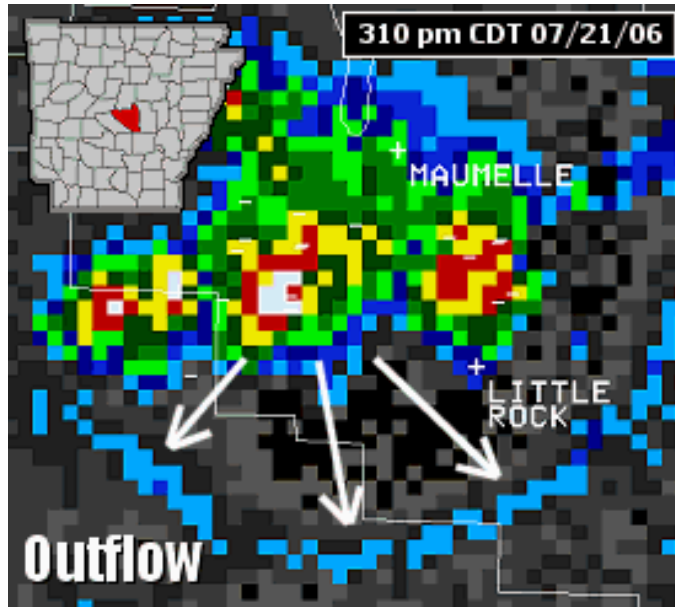 310 pm CDT 07/21/06
MAUMELLE
LITTLE
ROCK
Outflow